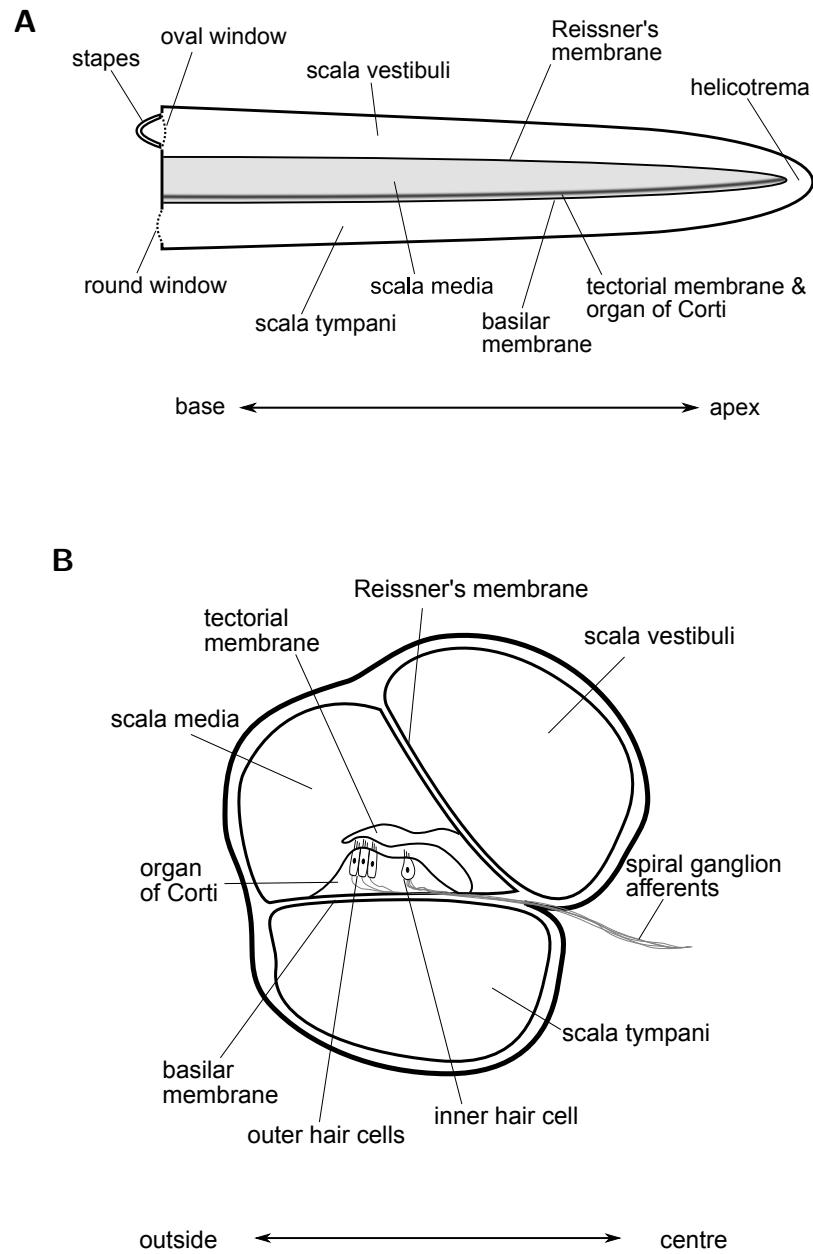 A
oval window
stapes
scala vestibuli
Reissner's
membrane
helicotrema
round window
scala tympani
scala media
basilar
membrane
tectorial membrane &
organ of Corti
base
apex
B
Reissner's membrane
tectorial
membrane
scala vestibuli
scala media
organ
of Corti
spiral ganglion
afferents
scala tympani
basilar
membrane
outer hair cells
inner hair cell
outside
centre